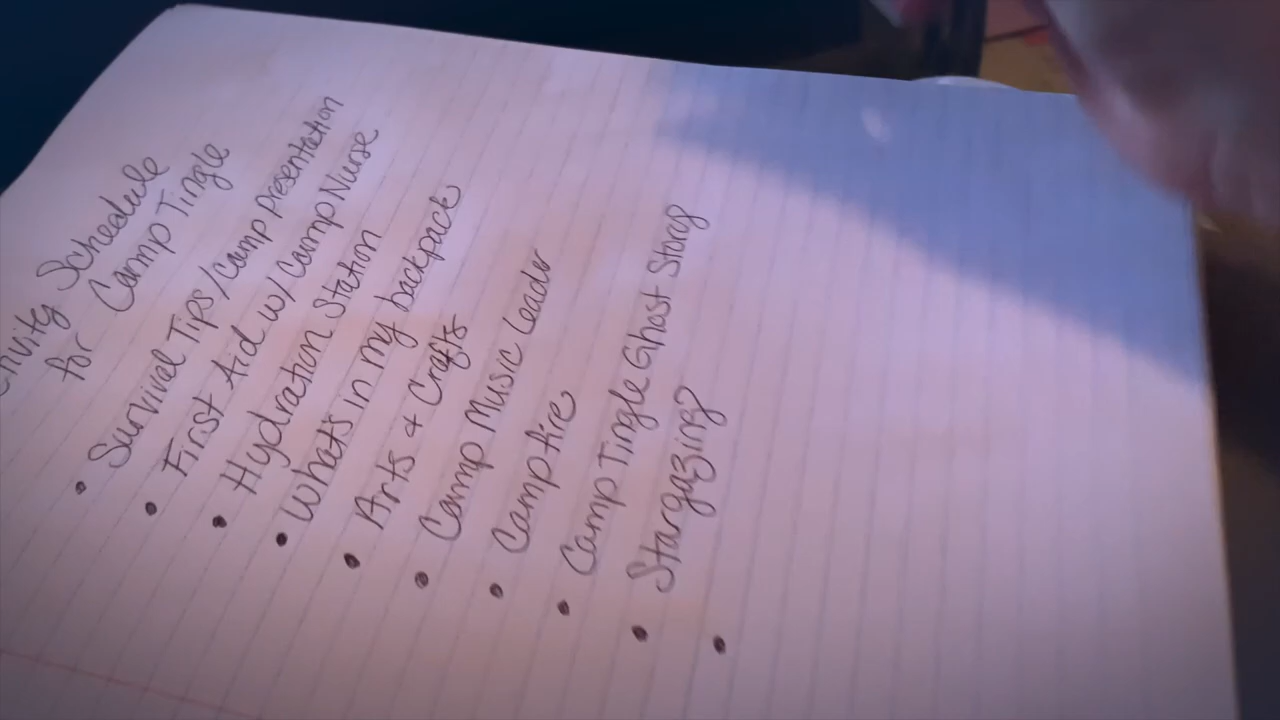 ctivity Schedule
for Camp Tingle
• Survival Tips/Camp Presentation
• First Aid w/ Camp Nurse
• Hydration Station
• What's in my backpack
• Arts & Crafts
• Camp Music Leader
• Campfire
• Camp Tingle Ghost Story
• Stargazing
•